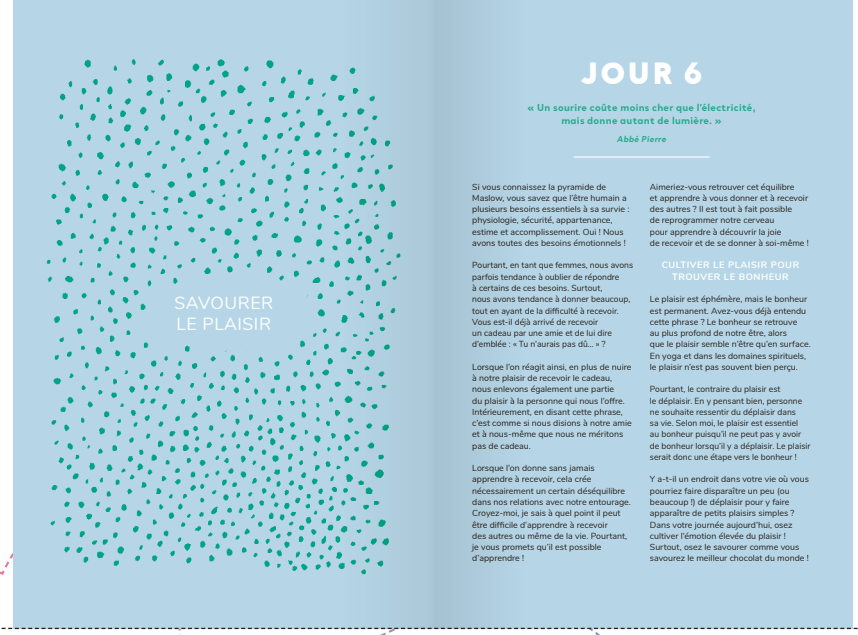 SAVOURER
LE PLAISIR
JOUR 6
« Un sourire coûte moins cher que l'électricité,
mais donne autant de lumière. »
Abbé Pierre
Si vous connaissez la pyramide de
Maslow, vous savez que l'être humain a
plusieurs besoins essentiels à sa survie :
physiologie, sécurité, appartenance,
estime et accomplissement. Oui ! Nous
avons toutes des besoins émotionnels !
Pourtant, en tant que femmes, nous avons
parfois tendance à oublier de répondre
à certains de ces besoins. Surtout,
nous avons tendance à donner beaucoup,
tout en ayant de la difficulté à recevoir.
Vous est-il déjà arrivé de recevoir
un cadeau par une amie et de lui dire
d'emblée : « Tu n'aurais pas dû... » ?
Lorsque l'on réagit ainsi, en plus de nuire
à notre plaisir de recevoir le cadeau,
nous enlevons également une partie
du plaisir à la personne qui nous l'offre.
Intérieurement, en disant cette phrase,
c'est comme si nous disions à notre amie
et à nous-même que nous ne méritons
pas de cadeau.
Lorsque l'on donne sans jamais
apprendre à recevoir, cela crée
nécessairement un certain déséquilibre
dans nos relations avec notre entourage.
Croyez-moi, je sais à quel point il peut
être difficile d'apprendre à recevoir
des autres ou même de la vie. Pourtant,
je vous promets qu'il est possible
d'apprendre !
Aimeriez-vous retrouver cet équilibre
et apprendre à vous donner et à recevoir
des autres ? Il est tout à fait possible
de reprogrammer notre cerveau
pour apprendre à découvrir la joie
de recevoir et de se donner à soi-même !
CULTIVER LE PLAISIR POUR
TROUVER LE BONHEUR
Le plaisir est éphémère, mais le bonheur
est permanent. Avez-vous déjà entendu
cette phrase ? Le bonheur se retrouve
au plus profond de notre être, alors
que le plaisir semble n'être qu'en surface.
En yoga et dans les domaines spirituels,
le plaisir n'est pas souvent bien perçu.
Pourtant, le contraire du plaisir est
le déplaisir. En y pensant bien, personne
ne souhaite ressentir du déplaisir dans
sa vie. Selon moi, le plaisir est essentiel
au bonheur puisqu'il ne peut pas y avoir
de bonheur lorsqu'il y a déplaisir. Le plaisir
serait donc une étape vers le bonheur !
Y a-t-il un endroit dans votre vie où vous
pourriez faire disparaître un peu (ou
beaucoup !) de déplaisir pour y faire
apparaître de petits plaisirs simples ?
Dans votre journée aujourd'hui, osez
cultiver l'émotion élevée du plaisir !
Surtout, osez le savourer comme vous
savourez le meilleur chocolat du monde !